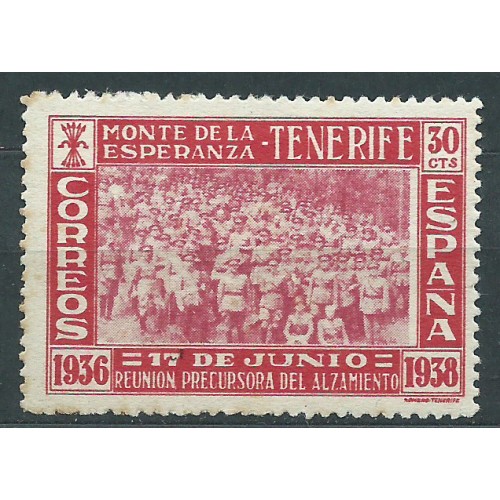 MONTE DE LA
ESPERANZA - TENERIFE
30
CTS
CORREOS
ESPAÑA
1936
= 17 DE JUNIO =
REUNION PRECURSORA DEL ALZAMIENTO
1938